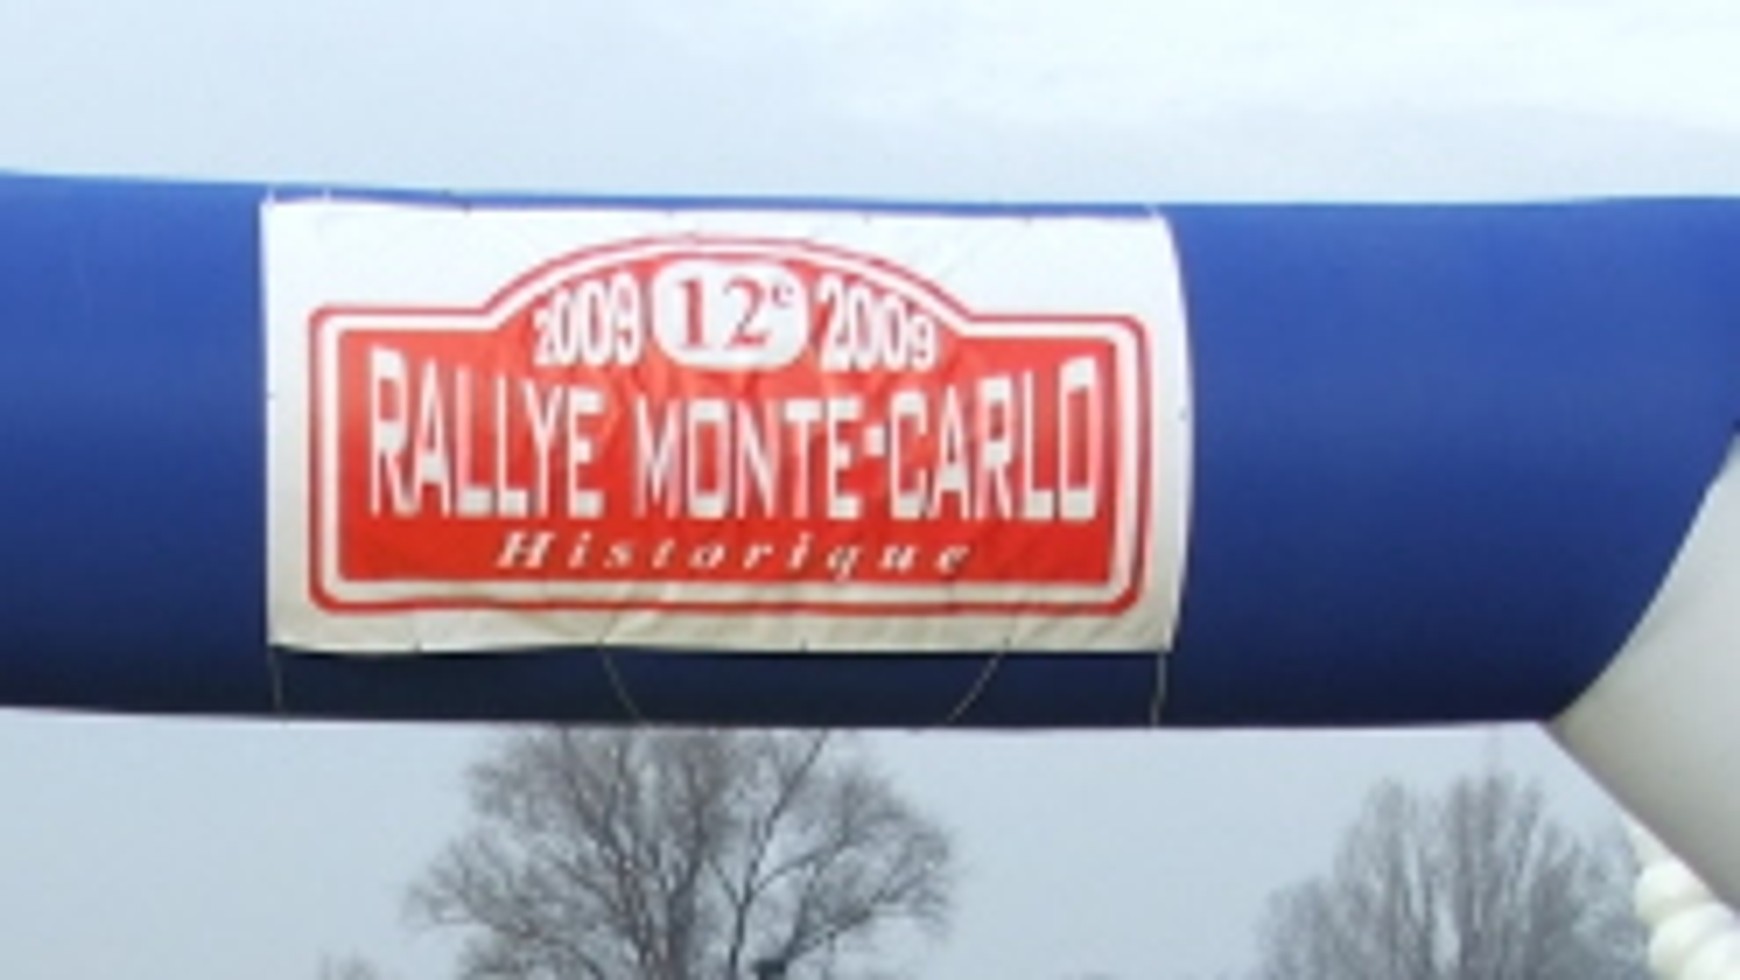 2009 12e 2009
RALLYE MONTE-CARLO
Historique